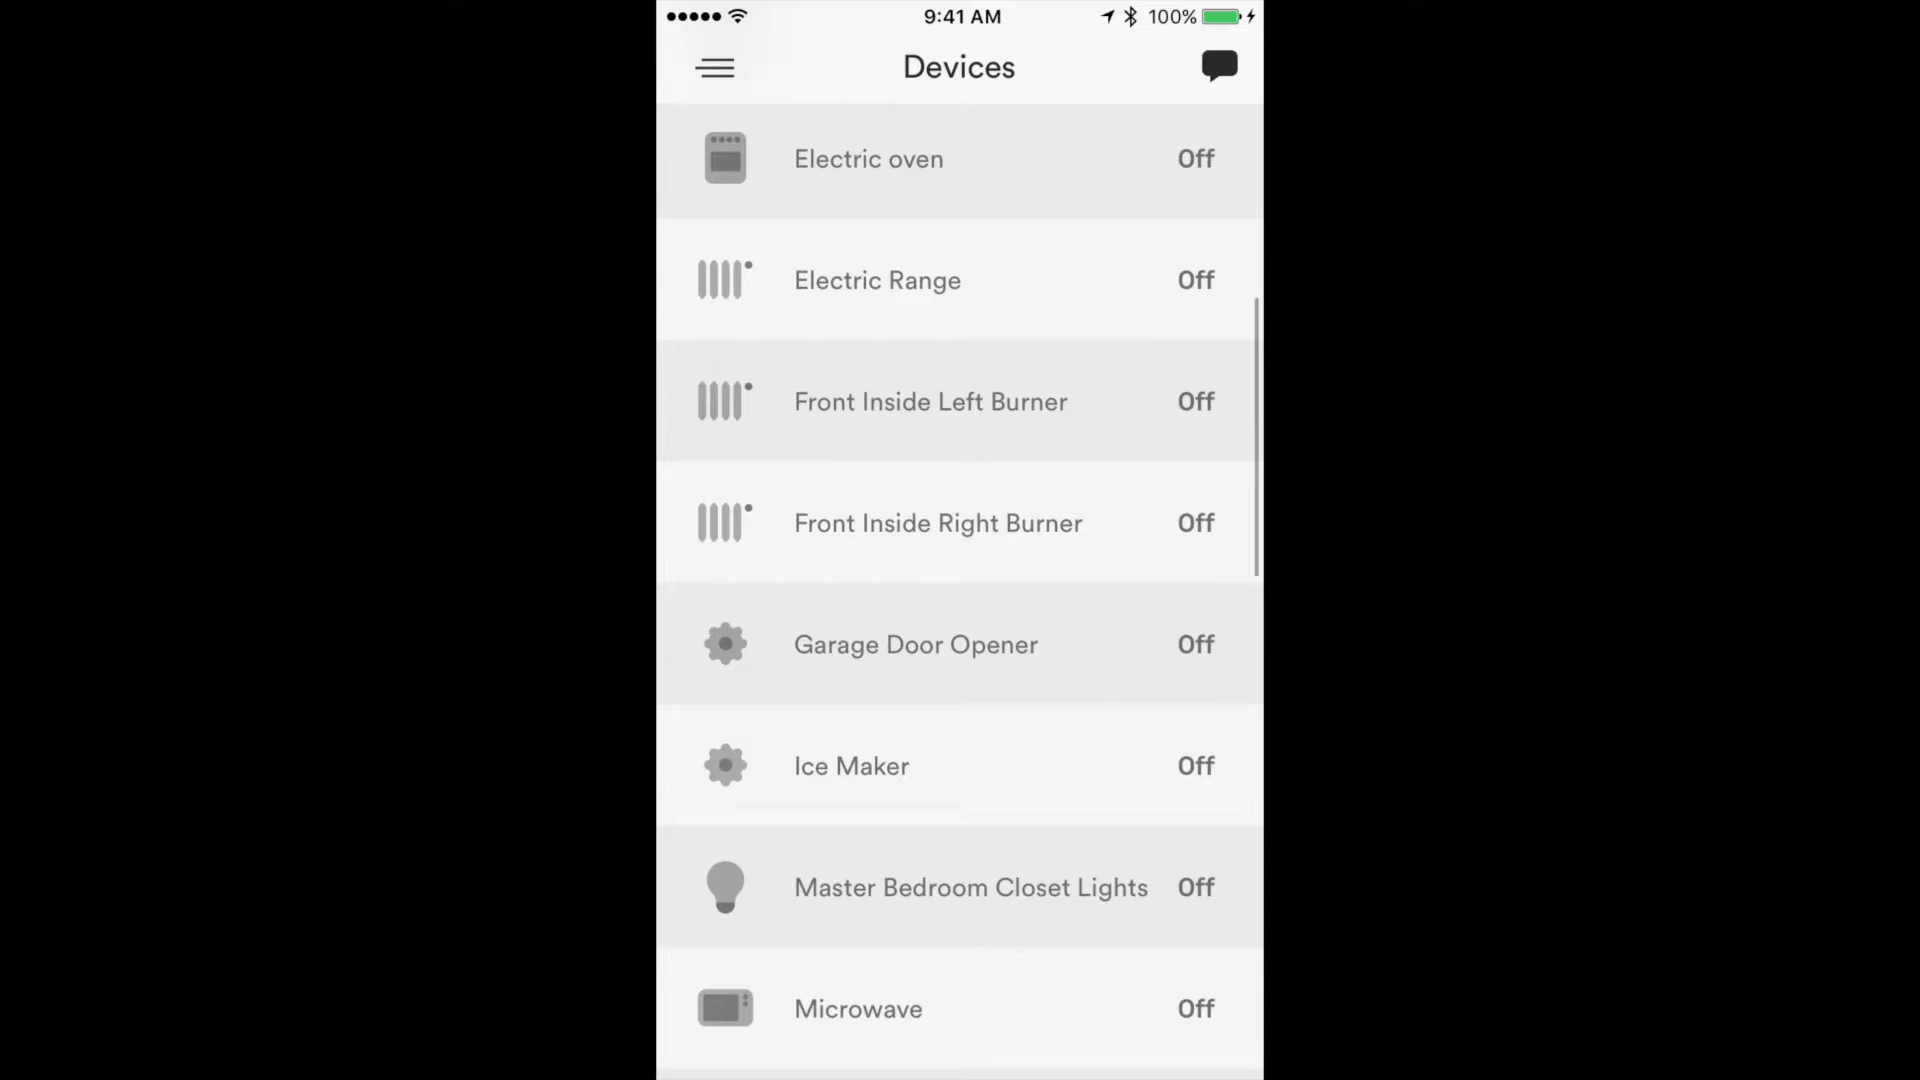 9:41 AM 100%
Devices
Electric oven Off
Electric Range Off
Front Inside Left Burner Off
Front Inside Right Burner Off
Garage Door Opener Off
Ice Maker Off
Master Bedroom Closet Lights Off
Microwave Off